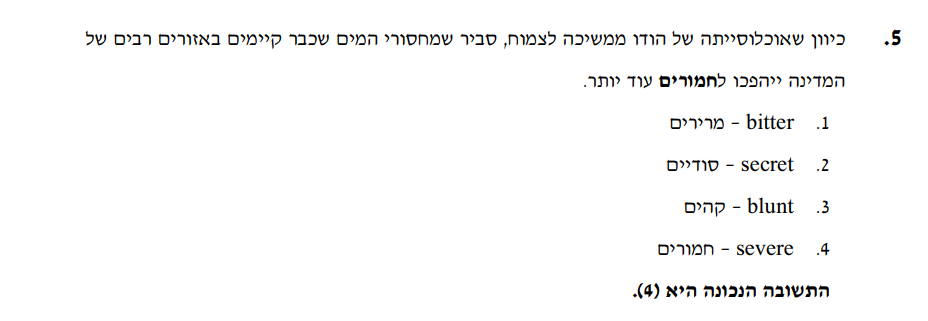 5. כיוון שאוכלוסייתה של הודו ממשיכה לצמוח, סביר שמחסורי המים שכבר קיימים באזורים רבים של
המדינה ייהפכו לחמורים עוד יותר.
1. bitter – מרירים
2. secret – סודיים
3. blunt – קהים
4. severe – חמורים
התשובה הנכונה היא (4).